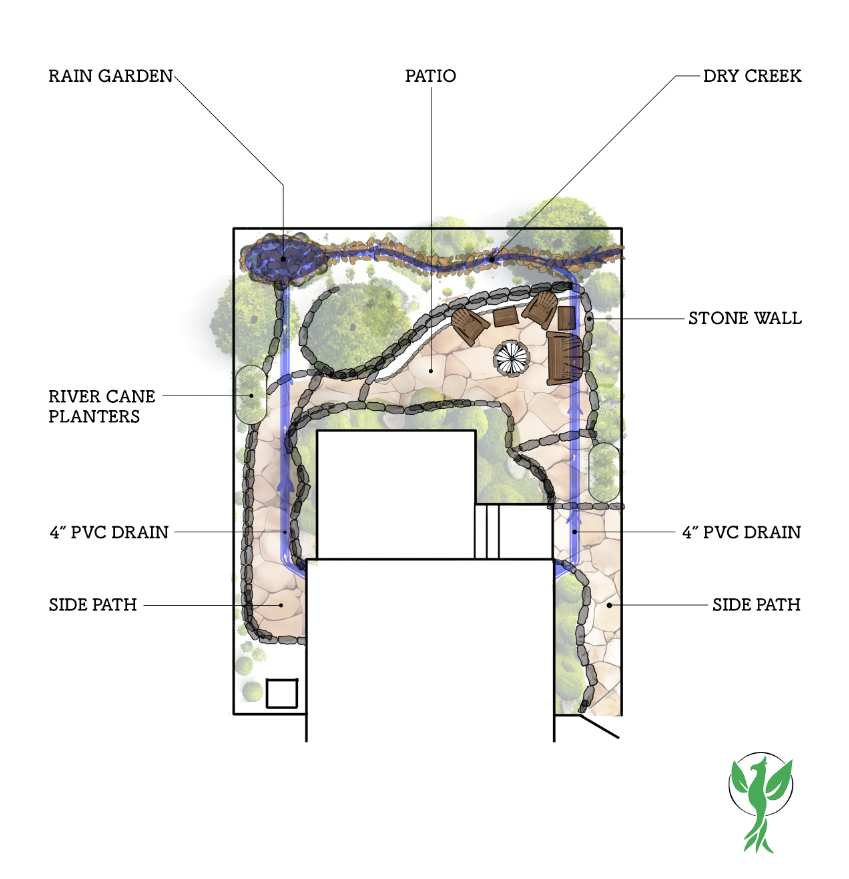 RAIN GARDEN
PATIO
DRY CREEK
STONE WALL
RIVER CANE
PLANTERS
4″ PVC DRAIN
4″ PVC DRAIN
SIDE PATH
SIDE PATH